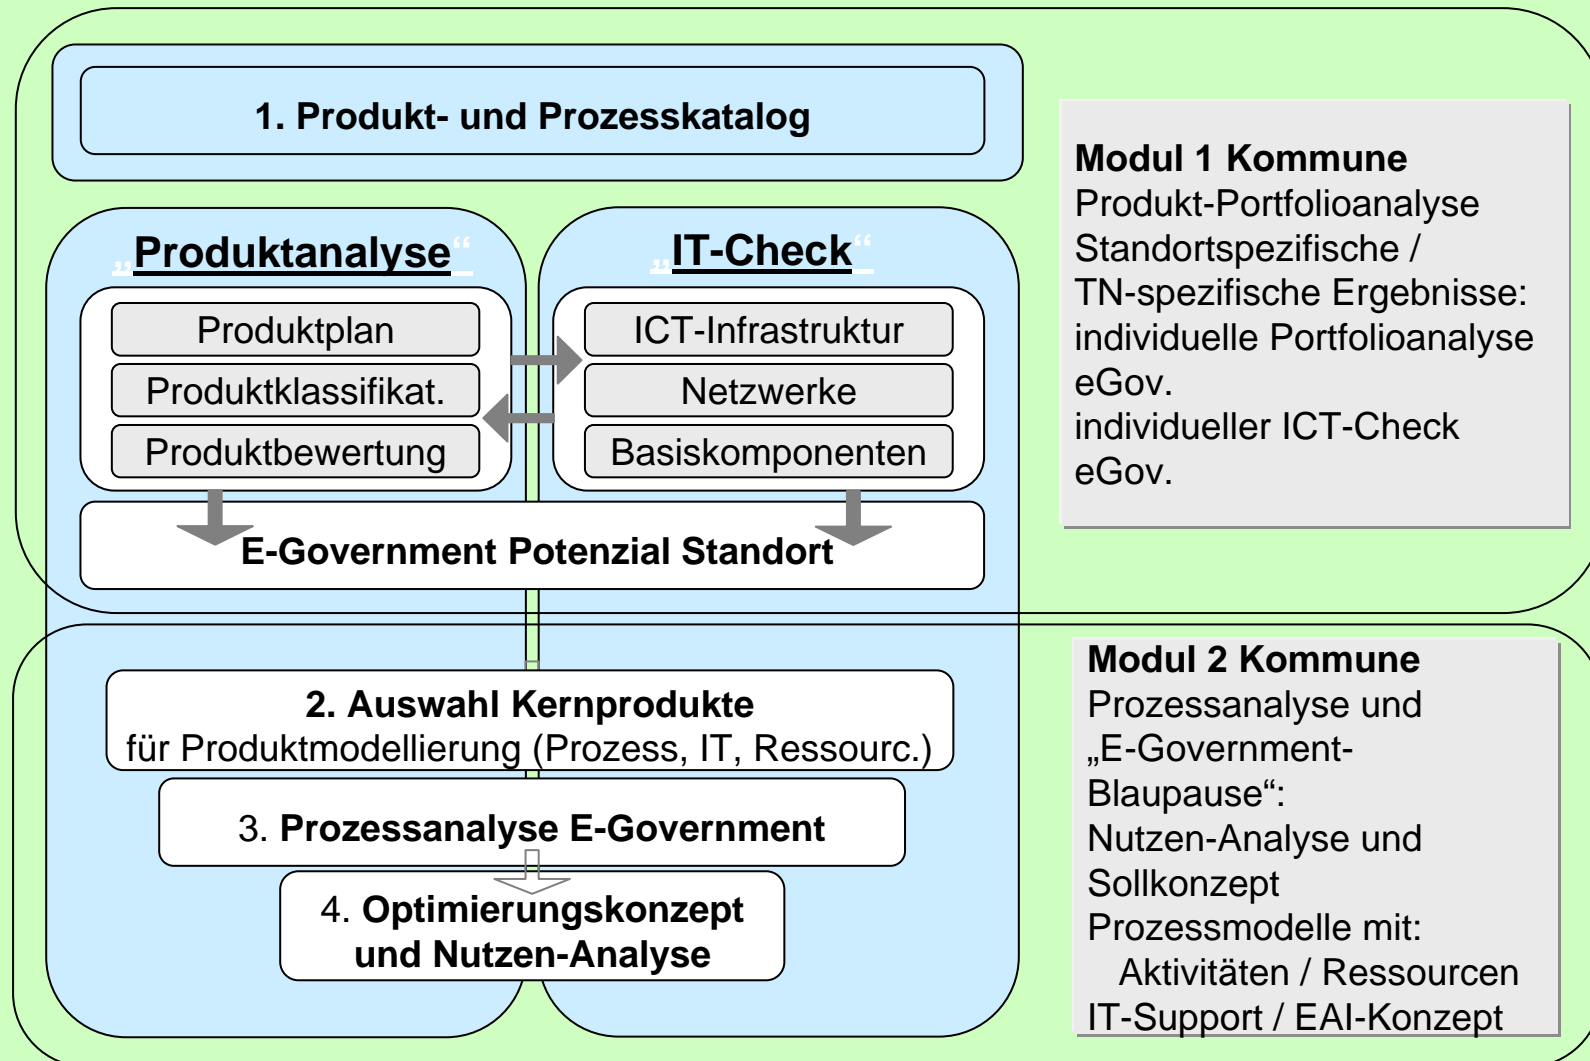 1. Produkt- und Prozesskatalog
„Produktanalyse“
Produktplan
Produktklassifikat.
Produktbewertung
„IT-Check“
ICT-Infrastruktur
Netzwerke
Basiskomponenten
E-Government Potenzial Standort
Modul 1 Kommune
Produkt-Portfolioanalyse
Standortspezifische /
TN-spezifische Ergebnisse:
individuelle Portfolioanalyse
eGov.
individueller ICT-Check
eGov.
2. Auswahl Kernprodukte
für Produktmodellierung (Prozess, IT, Ressourc.)
3. Prozessanalyse E-Government
4. Optimierungskonzept
und Nutzen-Analyse
Modul 2 Kommune
Prozessanalyse und
„E-Government-
Blaupause“:
Nutzen-Analyse und
Sollkonzept
Prozessmodelle mit:
Aktivitäten / Ressourcen
IT-Support / EAI-Konzept